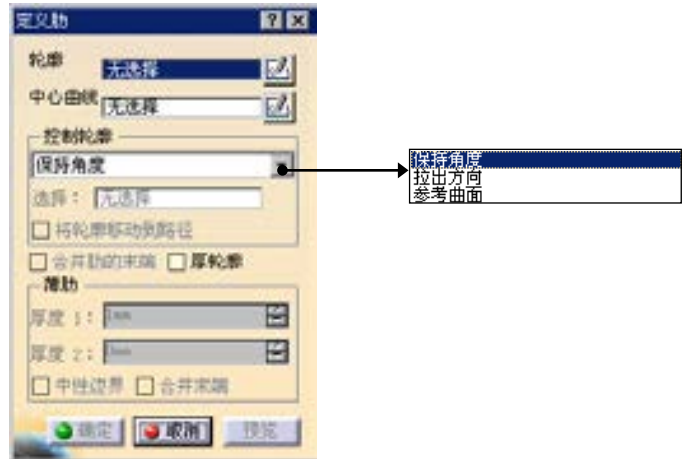 定义肋
轮廓 无选择
中心曲线 无选择
控制轮廓
保持角度
选择： 无选择
将轮廓移动到路径
合并肋的末端 厚轮廓
薄肋
厚度 1： 1mm
厚度 2： 0mm
中性边界 合并末端
确定 取消 预览
保持角度
拉出方向
参考曲面